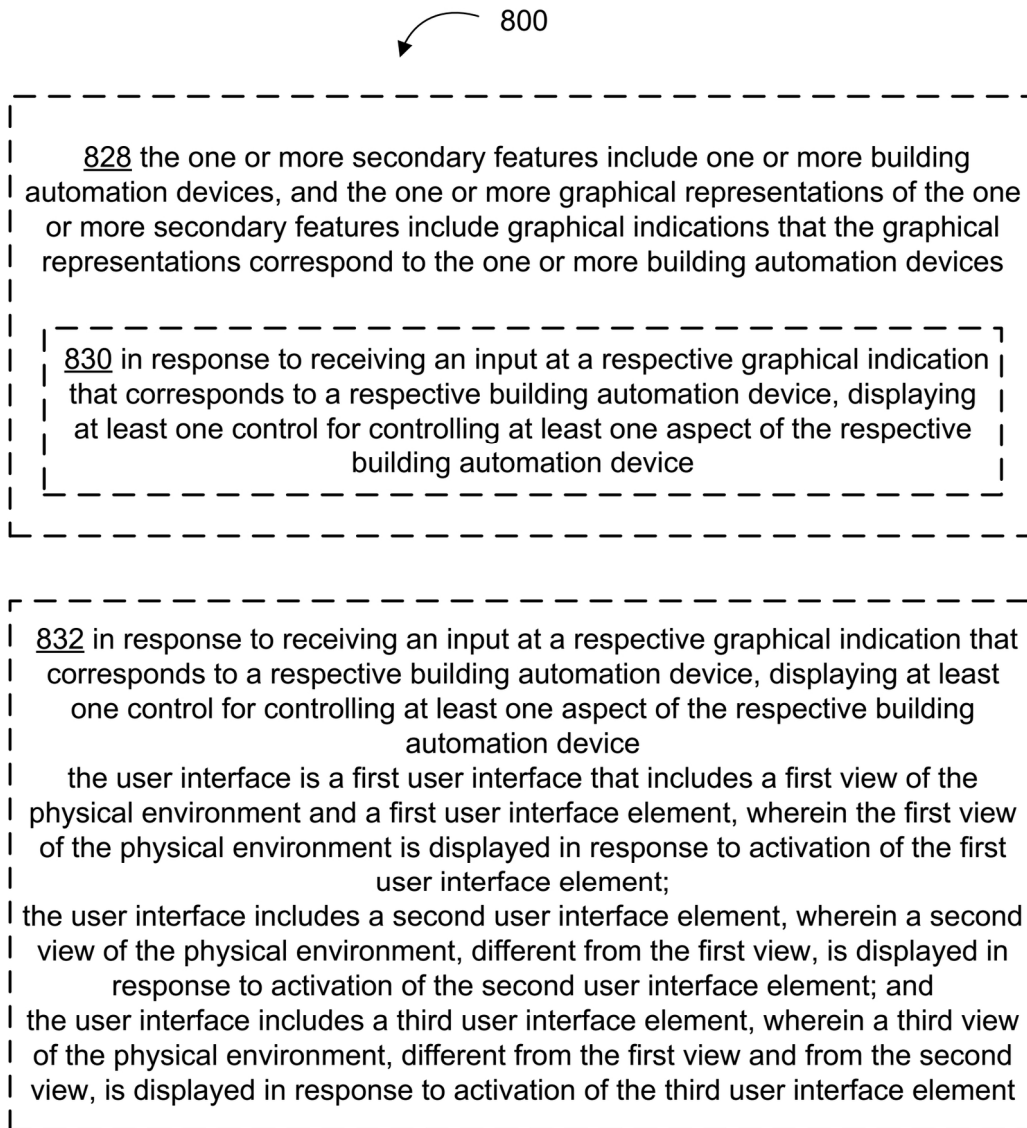 800
828 the one or more secondary features include one or more building
automation devices, and the one or more graphical representations of the one
or more secondary features include graphical indications that the graphical
representations correspond to the one or more building automation devices
830 in response to receiving an input at a respective graphical indication
that corresponds to a respective building automation device, displaying
at least one control for controlling at least one aspect of the respective
building automation device
832 in response to receiving an input at a respective graphical indication that
corresponds to a respective building automation device, displaying at least
one control for controlling at least one aspect of the respective building
automation device
the user interface is a first user interface that includes a first view of the
physical environment and a first user interface element, wherein the first view
of the physical environment is displayed in response to activation of the first
user interface element;
the user interface includes a second user interface element, wherein a second
view of the physical environment, different from the first view, is displayed in
response to activation of the second user interface element; and
the user interface includes a third user interface element, wherein a third view
of the physical environment, different from the first view and from the second
view, is displayed in response to activation of the third user interface element